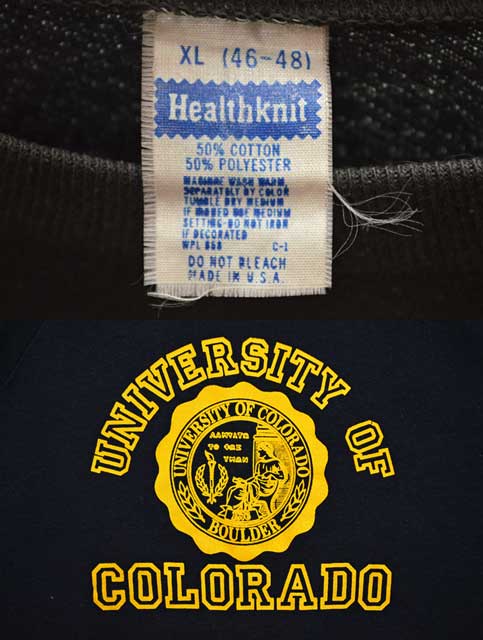 XL (46-48)
Healthknit
50% COTTON
50% POLYESTER
MACHINE WASH WARM,
SEPARATELY BY COLOR
TUMBLE DRY MEDIUM
IF IRONED USE MEDIUM
SETTING-DO NOT IRON
IF DECORATED
WPL 858 C-1
DO NOT BLEACH
MADE IN U.S.A.
UNIVERSITY OF
UNIVERSITY OF COLORADO
BOULDER
COLORADO